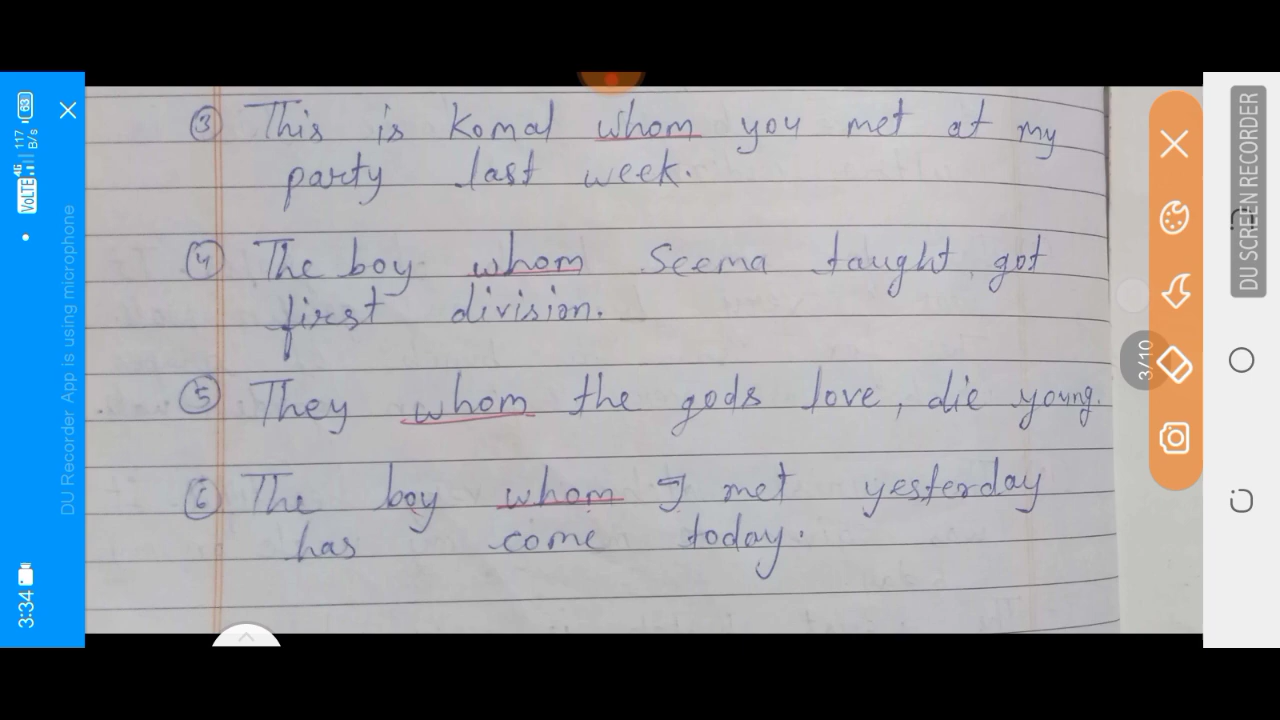 ③ This is Komal whom you met at my
party last week.
④ The boy whom Seema taught, got
first division.
⑤ They whom the gods love, die young.
⑥ The boy whom I met yesterday
has come today.
3/10
DU SCREEN RECORDER
DU Recorder App is using microphone
3:34
VoLTE 4G 117 B/s 63